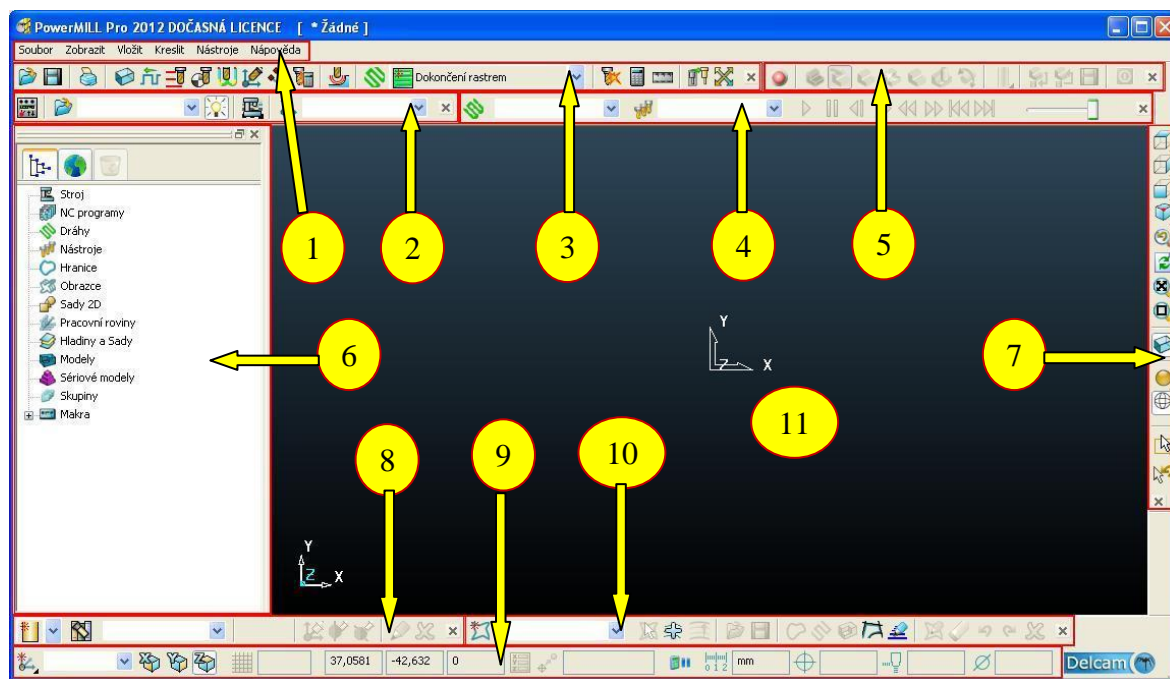 PowerMILL Pro 2012 DOČASNÁ LICENCE [ * Žádné ]
Soubor Zobrazit Vložit Kreslit Nástroje Nápověda
Dokončení rastrem
Stroj
NC programy
Dráhy
Nástroje
Hranice
Obrazce
Sady 2D
Pracovní roviny
Hladiny a Sady
Modely
Sériové modely
Skupiny
Makra
1 2 3 4 5
6 7
Y
Z X
11
8 9 10
Y
Z X
37,0581 -42,632 0 mm Delcam